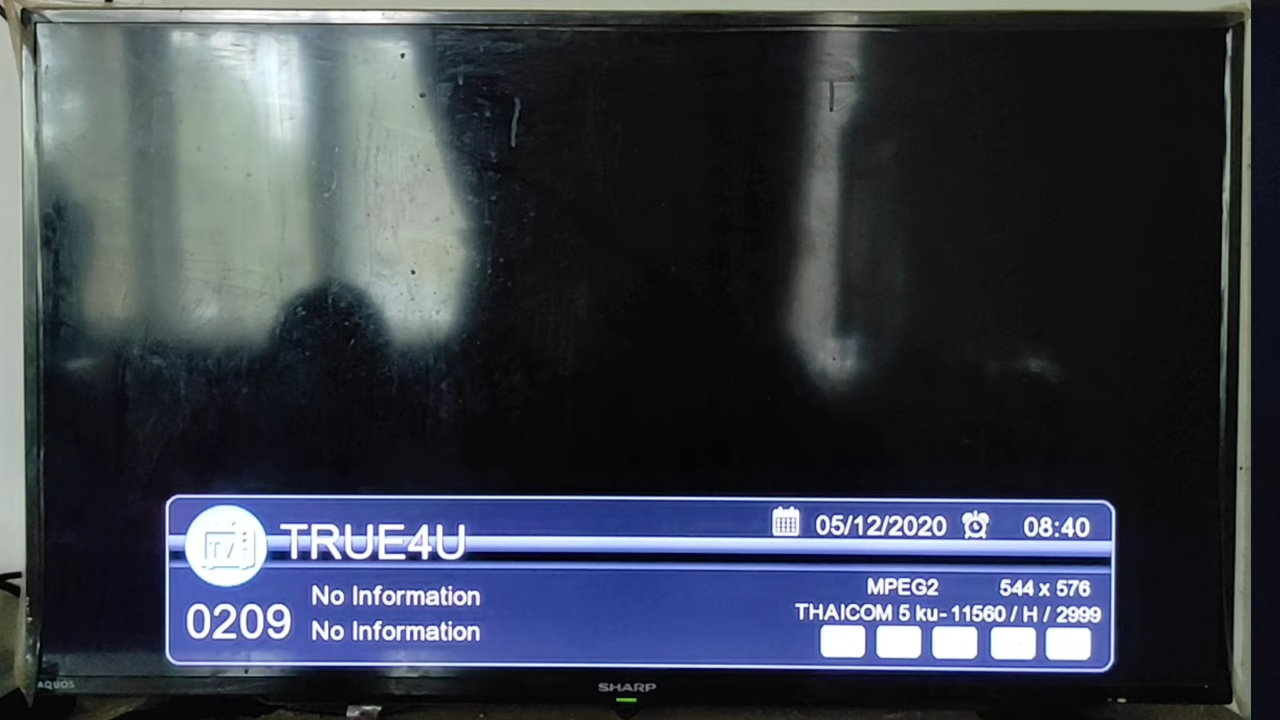 TV
TRUE4U
05/12/2020
08:40
0209
No Information
No Information
MPEG2
544 x 576
THAICOM 5 ku- 11560 / H / 2999
AQUOS
SHARP